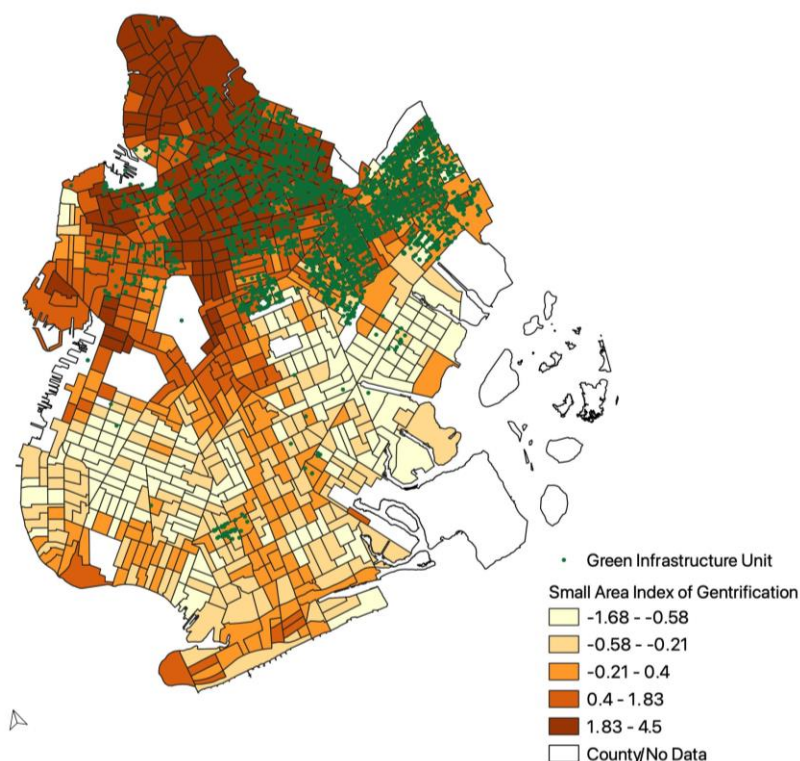 Green Infrastructure Unit
Small Area Index of Gentrification
-1.68 - -0.58
-0.58 - -0.21
-0.21 - 0.4
0.4 - 1.83
1.83 - 4.5
County/No Data